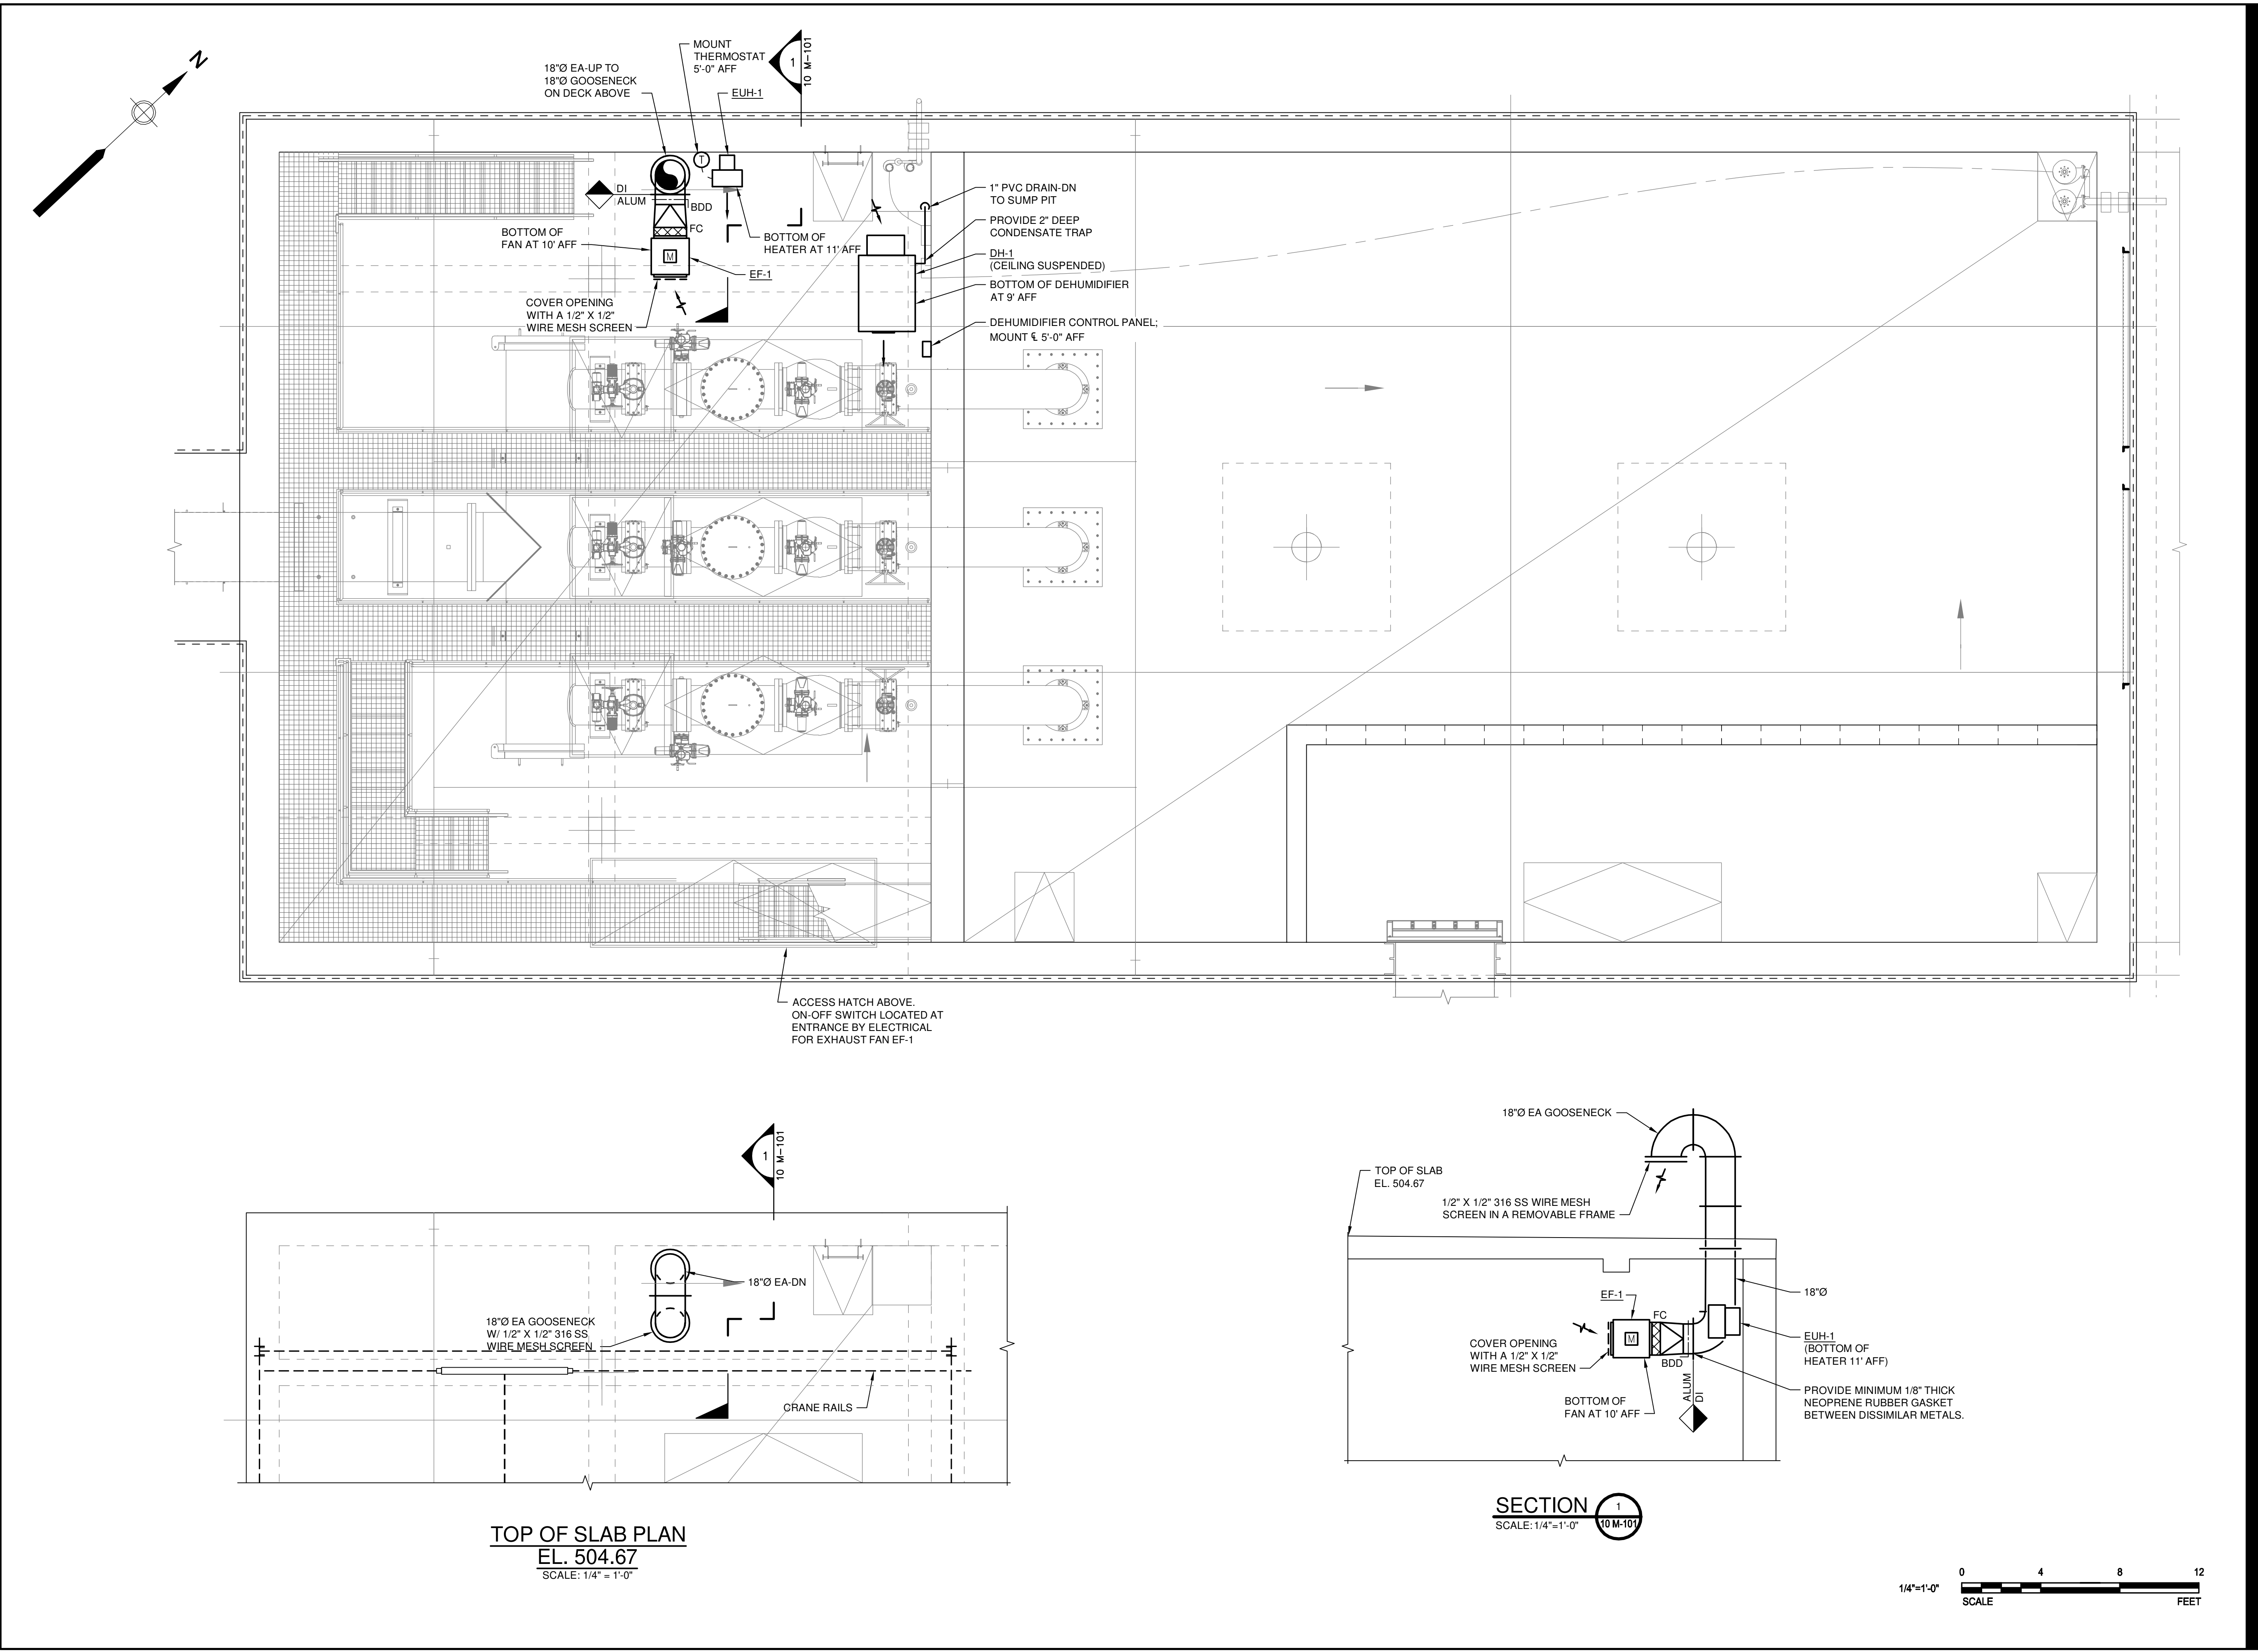 N
18"Ø EA-UP TO
18"Ø GOOSENECK
ON DECK ABOVE
MOUNT
THERMOSTAT
5'-0" AFF
EUH-1
1
10 M-101
T
DI
ALUM
BDD
FC
BOTTOM OF
FAN AT 10' AFF
M
BOTTOM OF
HEATER AT 11' AFF
EF-1
COVER OPENING
WITH A 1/2" X 1/2"
WIRE MESH SCREEN
1" PVC DRAIN-DN
TO SUMP PIT
PROVIDE 2" DEEP
CONDENSATE TRAP
DH-1
(CEILING SUSPENDED)
BOTTOM OF DEHUMIDIFIER
AT 9' AFF
DEHUMIDIFIER CONTROL PANEL;
MOUNT ℄ 5'-0" AFF
ACCESS HATCH ABOVE.
ON-OFF SWITCH LOCATED AT
ENTRANCE BY ELECTRICAL
FOR EXHAUST FAN EF-1
1
10 M-101
18"Ø EA-DN
18"Ø EA GOOSENECK
W/ 1/2" X 1/2" 316 SS
WIRE MESH SCREEN
CRANE RAILS
TOP OF SLAB PLAN
EL. 504.67
SCALE: 1/4" = 1'-0"
18"Ø EA GOOSENECK
TOP OF SLAB
EL. 504.67
1/2" X 1/2" 316 SS WIRE MESH
SCREEN IN A REMOVABLE FRAME
EF-1
FC
M
BDD
COVER OPENING
WITH A 1/2" X 1/2"
WIRE MESH SCREEN
BOTTOM OF
FAN AT 10' AFF
ALUM
DI
18"Ø
EUH-1
(BOTTOM OF
HEATER 11' AFF)
PROVIDE MINIMUM 1/8" THICK
NEOPRENE RUBBER GASKET
BETWEEN DISSIMILAR METALS.
SECTION
SCALE: 1/4"=1'-0"
1
10 M-101
1/4"=1'-0"
0 4 8 12
SCALE FEET